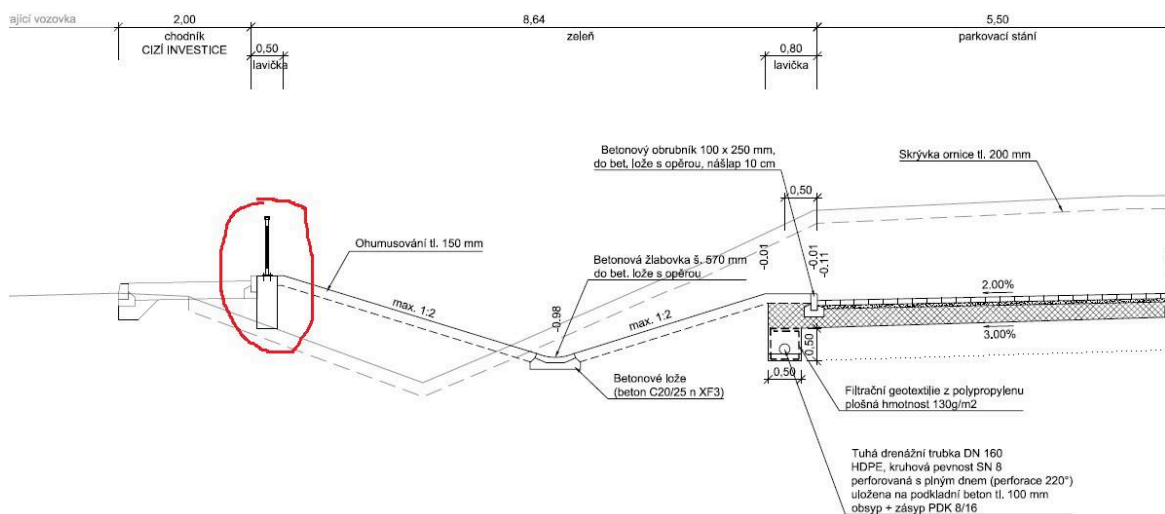 ající vozovka
2,00
8,64
5,50
chodník
CIZÍ INVESTICE
zeleň
parkovací stání
0,50
lavička
0,80
lavička
Betonový obrubník 100 x 250 mm,
do bet. lože s opěrou, nášlap 10 cm
Skrývka ornice tl. 200 mm
0,50
Ohumusování tl. 150 mm
Betonová žlabovka š. 570 mm
do bet. lože s opěrou
-0.01
-0.01
-0.11
2.00%
max. 1:2
-0.98
max. 1:2
3.00%
0,50
0,50
Betonové lože
(beton C20/25 n XF3)
Filtrační geotextilie z polypropylenu
plošná hmotnost 130g/m2
Tuhá drenážní trubka DN 160
HDPE, kruhová pevnost SN 8
perforovaná s plným dnem (perforace 220°)
uložena na podkladní beton tl. 100 mm
obsyp + zásyp PDK 8/16